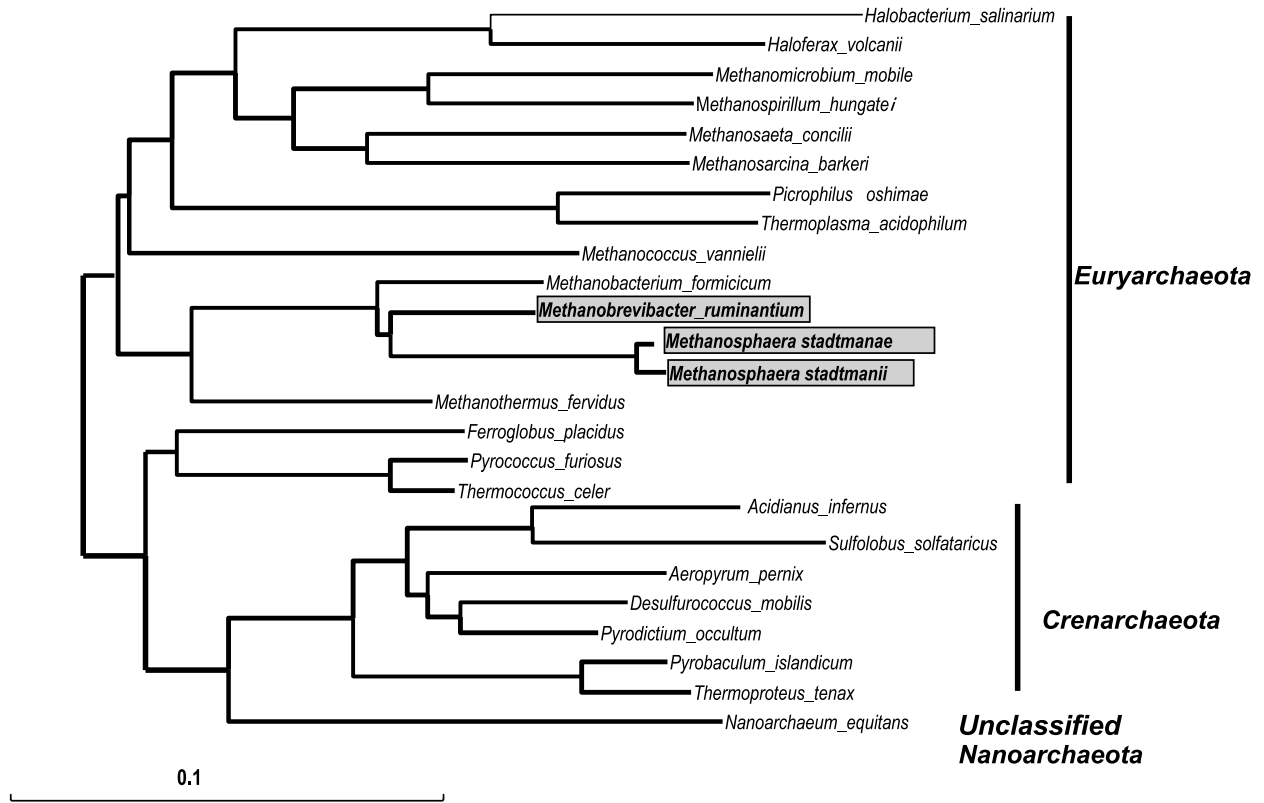 Halobacterium_salinarium
Haloferax_volcanii
Methanomicrobium_mobile
Methanospirillum_hungatei
Methanosaeta_concilii
Methanosarcina_barkeri
Picrophilus oshimae
Thermoplasma_acidophilum
Methanococcus_vannielii
Euryarchaeota
Methanobacterium_formicicum
Methanobrevibacter_ruminantium
Methanosphaera stadtmanae
Methanosphaera stadtmanii
Methanothermus_fervidus
Ferroglobus_placidus
Pyrococcus_furiosus
Thermococcus_celer
Acidianus_infernus
Sulfolobus_solfataricus
Aeropyrum_pernix
Desulfurococcus_mobilis
Crenarchaeota
Pyrodictium_occultum
Pyrobaculum_islandicum
Thermoproteus_tenax
Nanoarchaeum_equitans
Unclassified
Nanoarchaeota
0.1